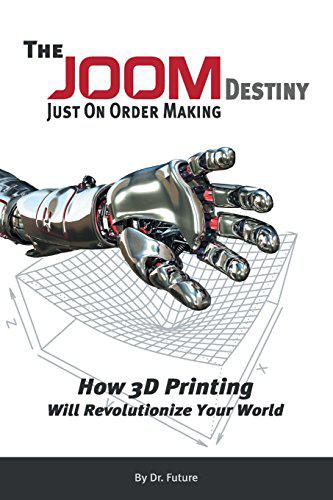 The
JOOM Destiny
Just On Order Making
Z
X
Y
How 3D Printing
Will Revolutionize Your World
By Dr. Future